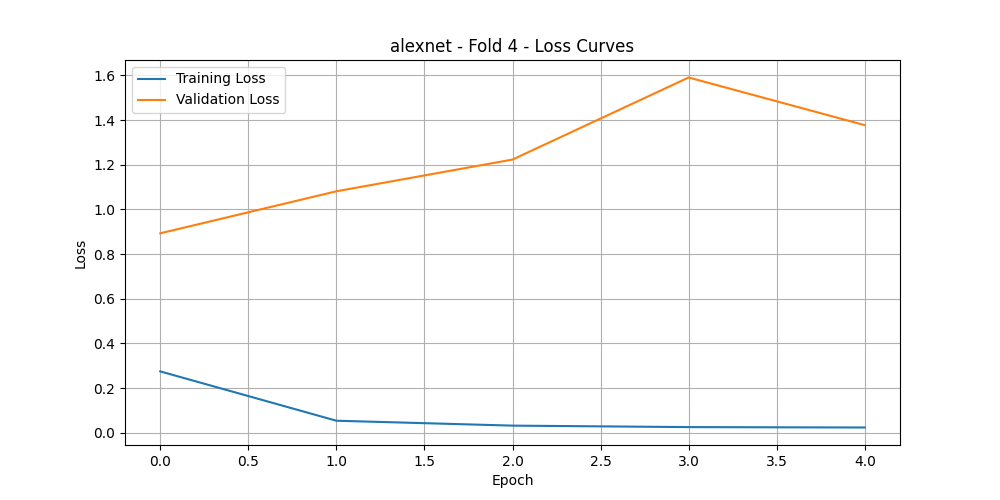 alexnet - Fold 4 - Loss Curves
Training Loss
Validation Loss
1.6
1.4
1.2
1.0
0.8
0.6
0.4
0.2
0.0
Loss
0.0 0.5 1.0 1.5 2.0 2.5 3.0 3.5 4.0
Epoch